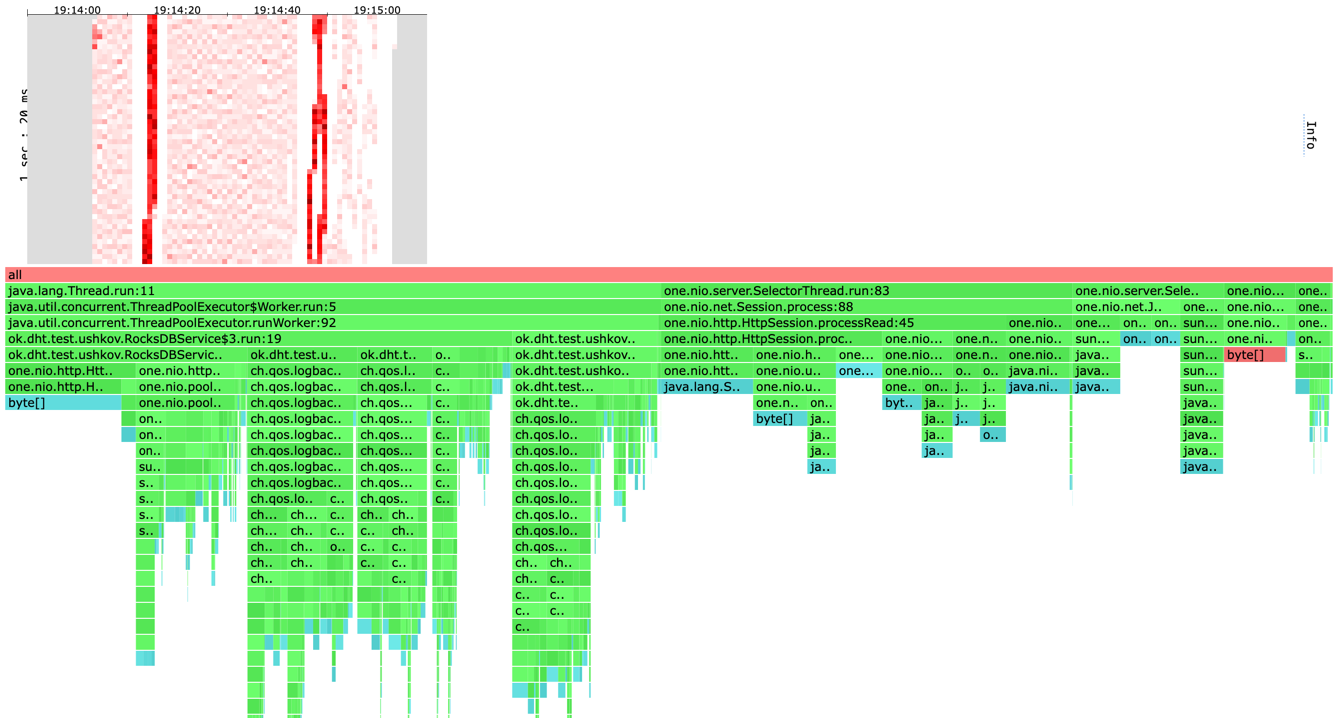 19:14:00 19:14:20 19:14:40 19:15:00
1 sec : 20 ms
Info
all
java.lang.Thread.run:11 one.nio.server.SelectorThread.run:83 one.nio.server.Sele.. one.nio... one..
java.util.concurrent.ThreadPoolExecutor$Worker.run:5 one.nio.net.Session.process:88 one.nio.net.J.. one.nio... one..
java.util.concurrent.ThreadPoolExecutor.runWorker:92 one.nio.http.HttpSession.processRead:45 one.nio.. one... on.. on.. sun... one.nio.. one..
ok.dht.test.ushkov.RocksDBService$3.run:19 ok.dht.test.ushkov.. one.nio.http.HttpSession.proc.. one.nio... one.n.. one.nio.. sun... on.. on.. sun... one.ni.. one..
ok.dht.test.ushkov.RocksDBServic.. ok.dht.test.u.. ok.dht.t.. o.. ok.dht.test.ushko.. one.nio.htt.. one.nio.h.. one... one.nio... one.n.. one.nio.. java.. sun... byte[] s..
one.nio.http.Htt.. one.nio.http.. ch.qos.logbac.. ch.qos.l.. c.. ok.dht.test.ushko.. one.nio.htt.. one.nio.u.. one... one.nio... one.n.. one.nio.. java.. sun...
one.nio.http.H.. one.nio.pool.. ch.qos.logbac.. ch.qos.l.. c.. ok.dht.test... java.lang.S.. one.nio.u.. one.. on.. j.. j.. java.ni.. java.. sun...
byte[] one.nio.pool.. ch.qos.logbac.. ch.qos... c.. ok.dht.te.. one.n.. on.. byt.. ja.. j.. j.. java..
on.. ch.qos.logbac.. ch.qos... c.. ch.qos.lo.. byte[] ja.. ja.. j.. j.. java..
on.. ch.qos.logbac.. ch.qos... c.. ch.qos.lo.. ja.. ja.. o.. java..
on.. ch.qos.logbac.. ch.qos... c.. ch.qos.lo.. ja.. ja.. java..
su.. ch.qos.logbac.. ch.qos... c.. ch.qos.lo.. ja.. java..
s.. ch.qos.logbac.. ch.qos... c.. ch.qos.lo..
s.. ch.qos.lo.. c.. ch.qos... c.. ch.qos.lo..
s.. ch... ch... c.. ch.. ch.. ch.qos.lo..
s.. ch... ch... c.. c.. ch.. ch.qos.lo..
ch.. ch.. o.. c.. c.. ch.qos...
ch.. ch.. c.. c.. ch.. ch..
ch.. c.. ch.. c..
c.. c..
c.. c..
c..